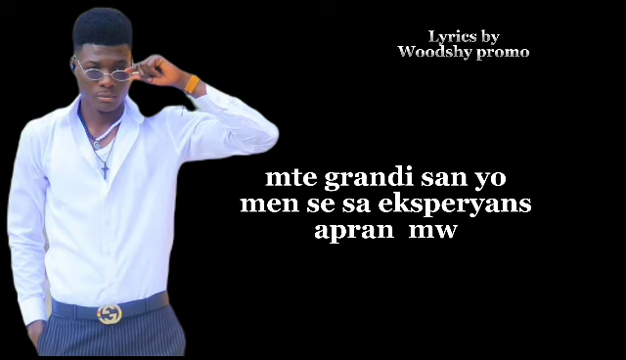 Lyrics by
Woodshy promo
mte grandi san yo
men se sa eksperyans
apran mw